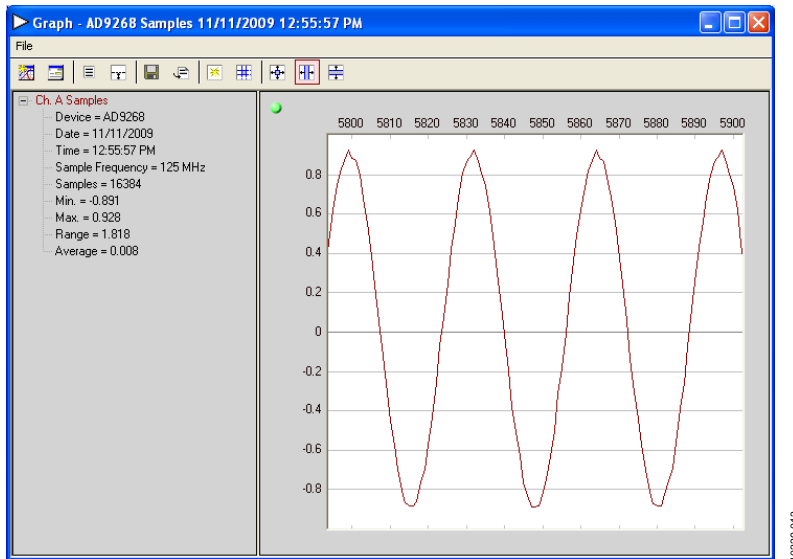 Graph - AD9268 Samples 11/11/2009 12:55:57 PM
File
Ch. A Samples
Device = AD9268
Date = 11/11/2009
Time = 12:55:57 PM
Sample Frequency = 125 MHz
Samples = 16384
Min. = -0.891
Max. = 0.928
Range = 1.818
Average = 0.008
5800 5810 5820 5830 5840 5850 5860 5870 5880 5890 5900
0.8
0.6
0.4
0.2
0
-0.2
-0.4
-0.6
-0.8